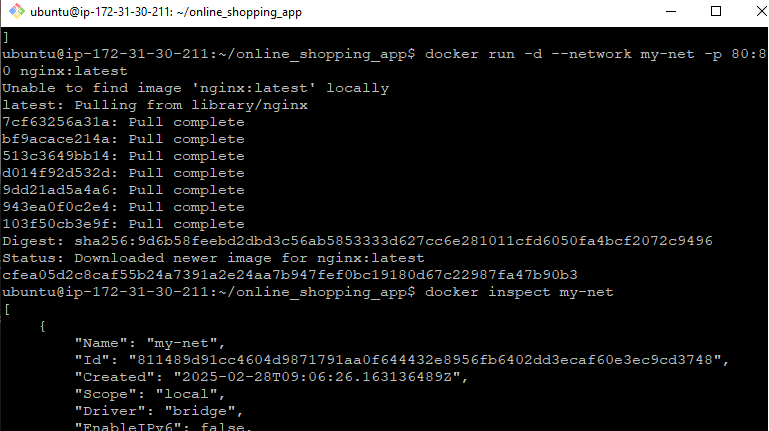 ubuntu@ip-172-31-30-211: ~/online_shopping_app
]
ubuntu@ip-172-31-30-211:~/online_shopping_app$ docker run -d --network my-net -p 80:8
0 nginx:latest
Unable to find image 'nginx:latest' locally
latest: Pulling from library/nginx
7cf63256a31a: Pull complete
bf9acace214a: Pull complete
513c3649bb14: Pull complete
d014f92d532d: Pull complete
9dd21ad5a4a6: Pull complete
943ea0f0c2e4: Pull complete
103f50cb3e9f: Pull complete
Digest: sha256:9d6b58feebd2dbd3c56ab5853333d627cc6e281011cfd6050fa4bcf2072c9496
Status: Downloaded newer image for nginx:latest
cfea05d2c8caf55b24a7391a2e24aa7b947fef0bc19180d67c22987fa47b90b3
ubuntu@ip-172-31-30-211:~/online_shopping_app$ docker inspect my-net
[
    {
        "Name": "my-net",
        "Id": "811489d91cc4604d9871791aa0f644432e8956fb6402dd3ecaf60e3ec9cd3748",
        "Created": "2025-02-28T09:06:26.163136489Z",
        "Scope": "local",
        "Driver": "bridge",
        "EnableIPv6": false,